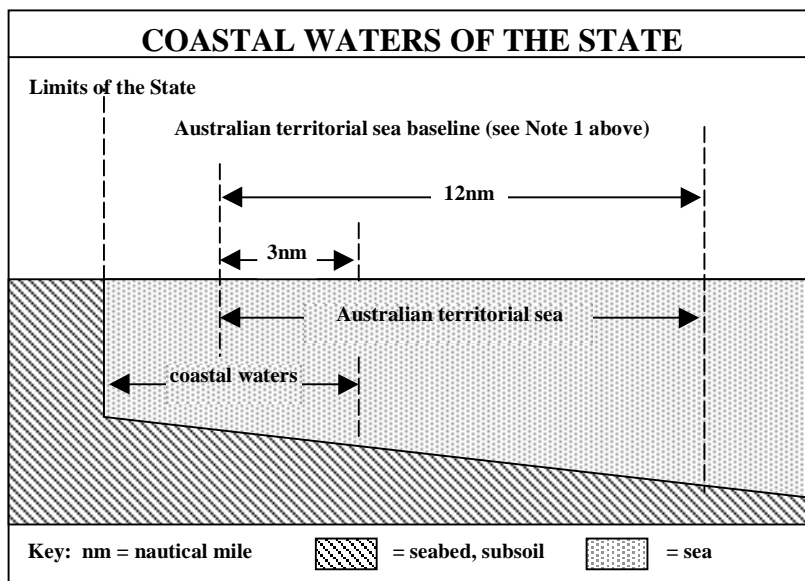 COASTAL WATERS OF THE STATE
Limits of the State
Australian territorial sea baseline (see Note 1 above)
12nm
3nm
Australian territorial sea
coastal waters
Key: nm = nautical mile = seabed, subsoil = sea